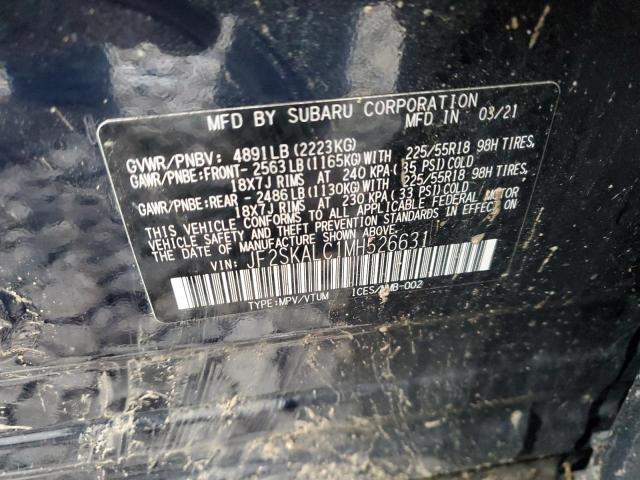 MFD BY SUBARU CORPORATION
MFD IN 03/21
GVWR/PNBV: 4891LB(2223KG)
GAWR/PNBE:FRONT-2563LB(1165KG)WITH 225/55R18 98H TIRES,
18X7J RIMS AT 240 KPA(35 PSI)COLD
GAWR/PNBE:REAR -2486LB(1130KG)WITH 225/55R18 98H TIRES,
18X7J RIMS AT 230 KPA(33 PSI)COLD
THIS VEHICLE CONFORMS TO ALL APPLICABLE FEDERAL MOTOR
VEHICLE SAFETY AND THEFT PREVENTION STANDARDS IN EFFECT ON
THE DATE OF MANUFACTURE SHOWN ABOVE.
VIN: JF2SKALC1MH526631
TYPE:MPV/VTUM ICES/NMB-002